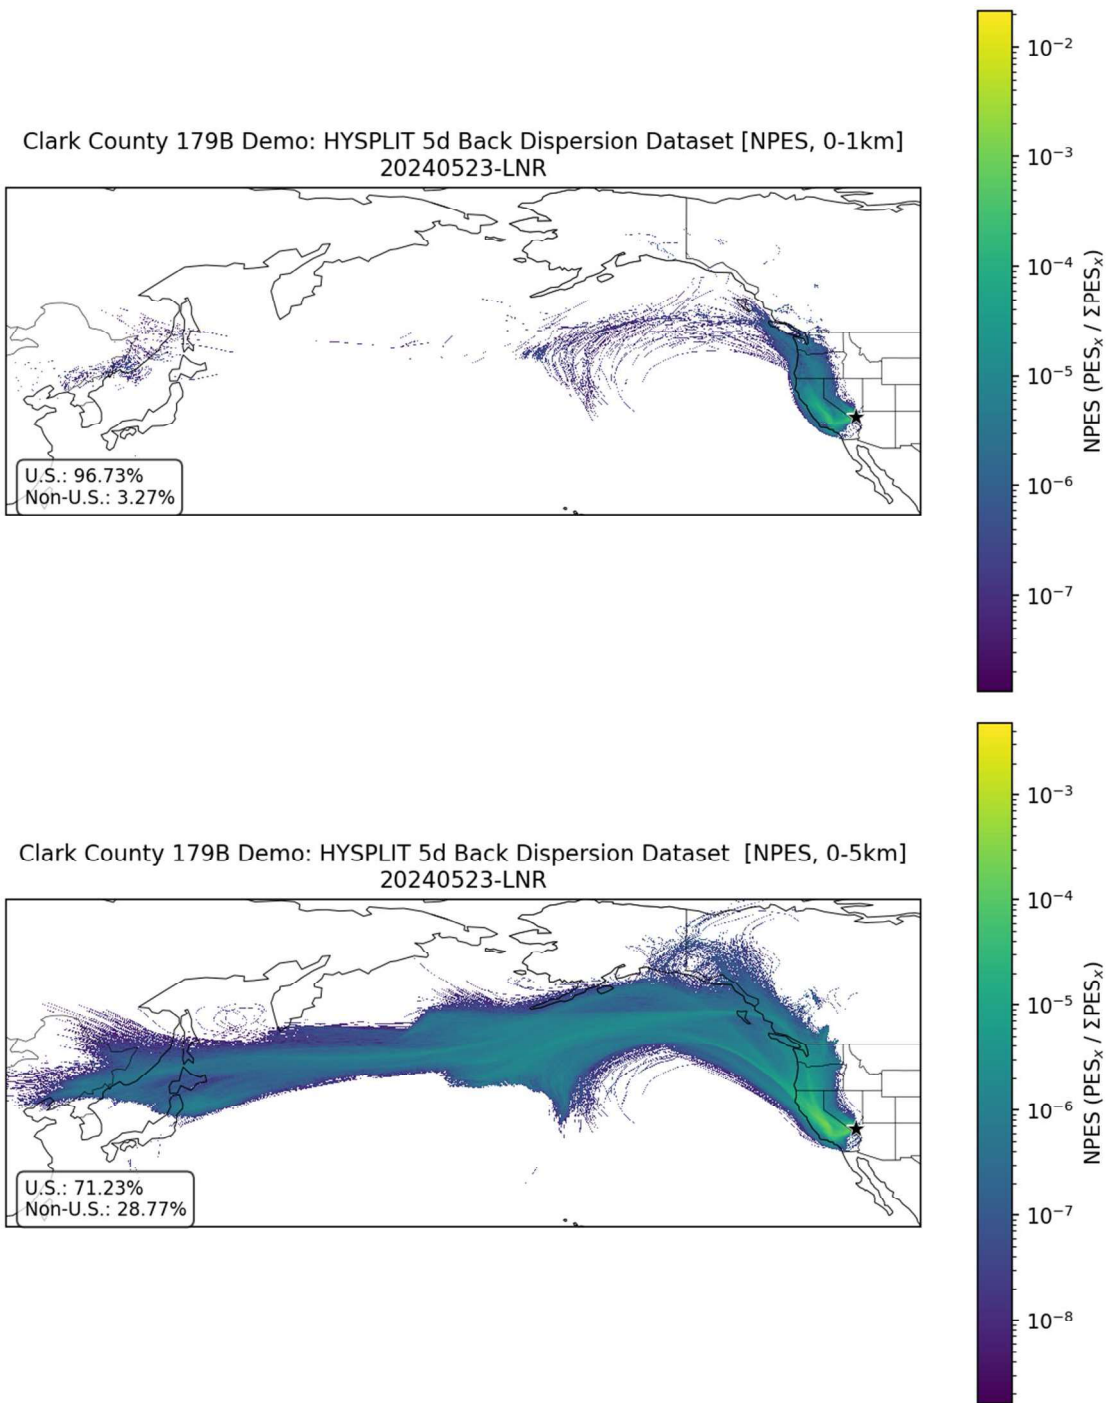 Clark County 179B Demo: HYSPLIT 5d Back Dispersion Dataset [NPES, 0-1km]
20240523-LNR
U.S.: 96.73%
Non-U.S.: 3.27%
10⁻²
10⁻³
10⁻⁴
10⁻⁵
10⁻⁶
10⁻⁷
NPES (PESₓ / ΣPESₓ)
Clark County 179B Demo: HYSPLIT 5d Back Dispersion Dataset [NPES, 0-5km]
20240523-LNR
U.S.: 71.23%
Non-U.S.: 28.77%
10⁻³
10⁻⁴
10⁻⁵
10⁻⁶
10⁻⁷
10⁻⁸
NPES (PESₓ / ΣPESₓ)